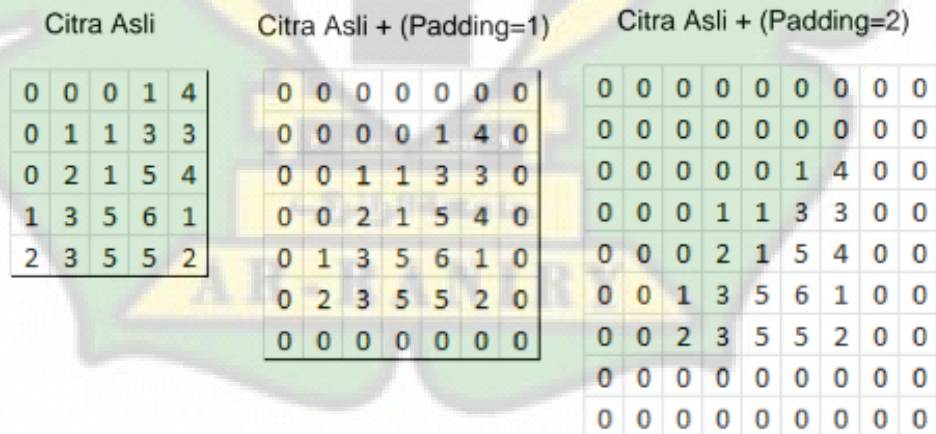 Citra Asli
0 0 0 1 4
0 1 1 3 3
0 2 1 5 4
1 3 5 6 1
2 3 5 5 2
Citra Asli + (Padding=1)
0 0 0 0 0 0 0
0 0 0 0 1 4 0
0 0 1 1 3 3 0
0 0 2 1 5 4 0
0 1 3 5 6 1 0
0 2 3 5 5 2 0
0 0 0 0 0 0 0
Citra Asli + (Padding=2)
0 0 0 0 0 0 0 0 0
0 0 0 0 0 0 0 0 0
0 0 0 0 0 1 4 0 0
0 0 0 1 1 3 3 0 0
0 0 0 2 1 5 4 0 0
0 0 1 3 5 6 1 0 0
0 0 2 3 5 5 2 0 0
0 0 0 0 0 0 0 0 0
0 0 0 0 0 0 0 0 0